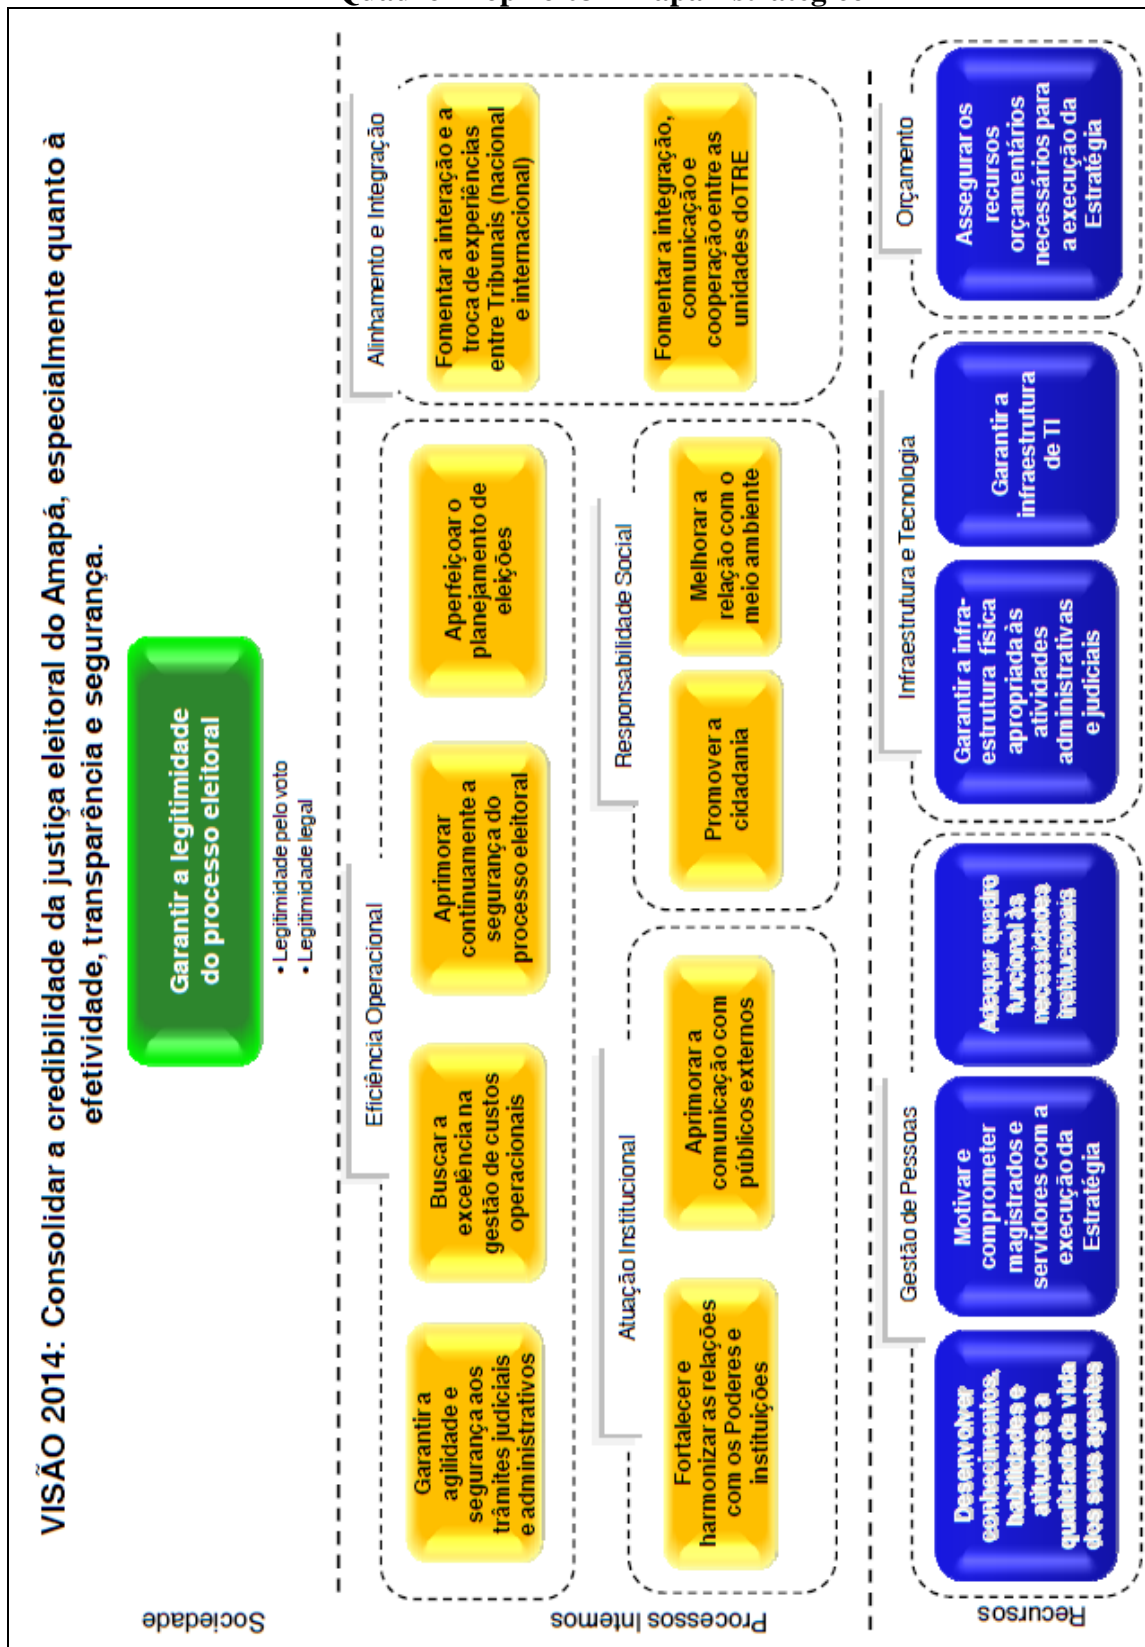 VISÃO 2014: Consolidar a credibilidade da justiça eleitoral do Amapá, especialmente quanto à
efetividade, transparência e segurança.
Sociedade
Garantir a legitimidade
do processo eleitoral
• Legitimidade pelo voto
• Legitimidade legal
Processos Internos
Eficiência Operacional
Garantir a
agilidade e
segurança aos
trâmites judiciais
e administrativos
Buscar a
excelência na
gestão de custos
operacionais
Aprimorar
continuamente a
segurança do
processo eleitoral
Aperfeiçoar o
planejamento de
eleições
Alinhamento e Integração
Fomentar a interação e a
troca de experiências
entre Tribunais (nacional
e internacional)
Fomentar a integração,
comunicação e
cooperação entre as
unidades do TRE
Atuação Institucional
Fortalecer e
harmonizar as relações
com os Poderes e
instituições
Aprimorar a
comunicação com
públicos externos
Responsabilidade Social
Promover a
cidadania
Melhorar a
relação com o
meio ambiente
Recursos
Gestão de Pessoas
Desenvolver
conhecimentos,
habilidades e
atitudes e a
qualidade de vida
dos seus agentes
Motivar e
comprometer
magistrados e
servidores com a
execução da
Estratégia
Adequar quadro
funcional às
necessidades
institucionais
Infraestrutura e Tecnologia
Garantir a infra-
estrutura física
apropriada às
atividades
administrativas
e judiciais
Garantir a
infraestrutura
de TI
Orçamento
Assegurar os
recursos
orçamentários
necessários para
a execução da
Estratégia